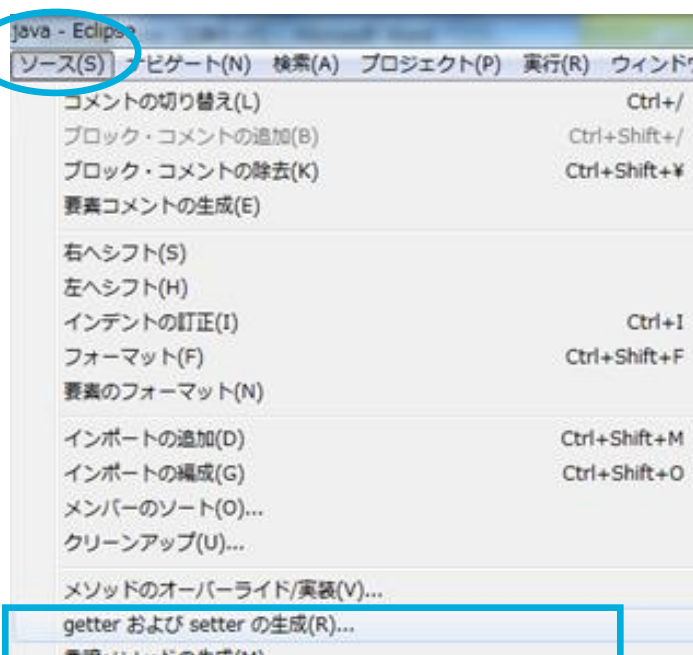 java - Eclipse
ソース(S) ナビゲート(N) 検索(A) プロジェクト(P) 実行(R) ウィンドウ
コメントの切り替え(L) Ctrl+/
ブロック・コメントの追加(B) Ctrl+Shift+/
ブロック・コメントの除去(K) Ctrl+Shift+¥
要素コメントの生成(E)
右へシフト(S)
左へシフト(H)
インデントの訂正(I) Ctrl+I
フォーマット(F) Ctrl+Shift+F
要素のフォーマット(N)
インポートの追加(D) Ctrl+Shift+M
インポートの編成(G) Ctrl+Shift+O
メンバーのソート(O)...
クリーンアップ(U)...
メソッドのオーバーライド/実装(V)...
getter および setter の生成(R)...